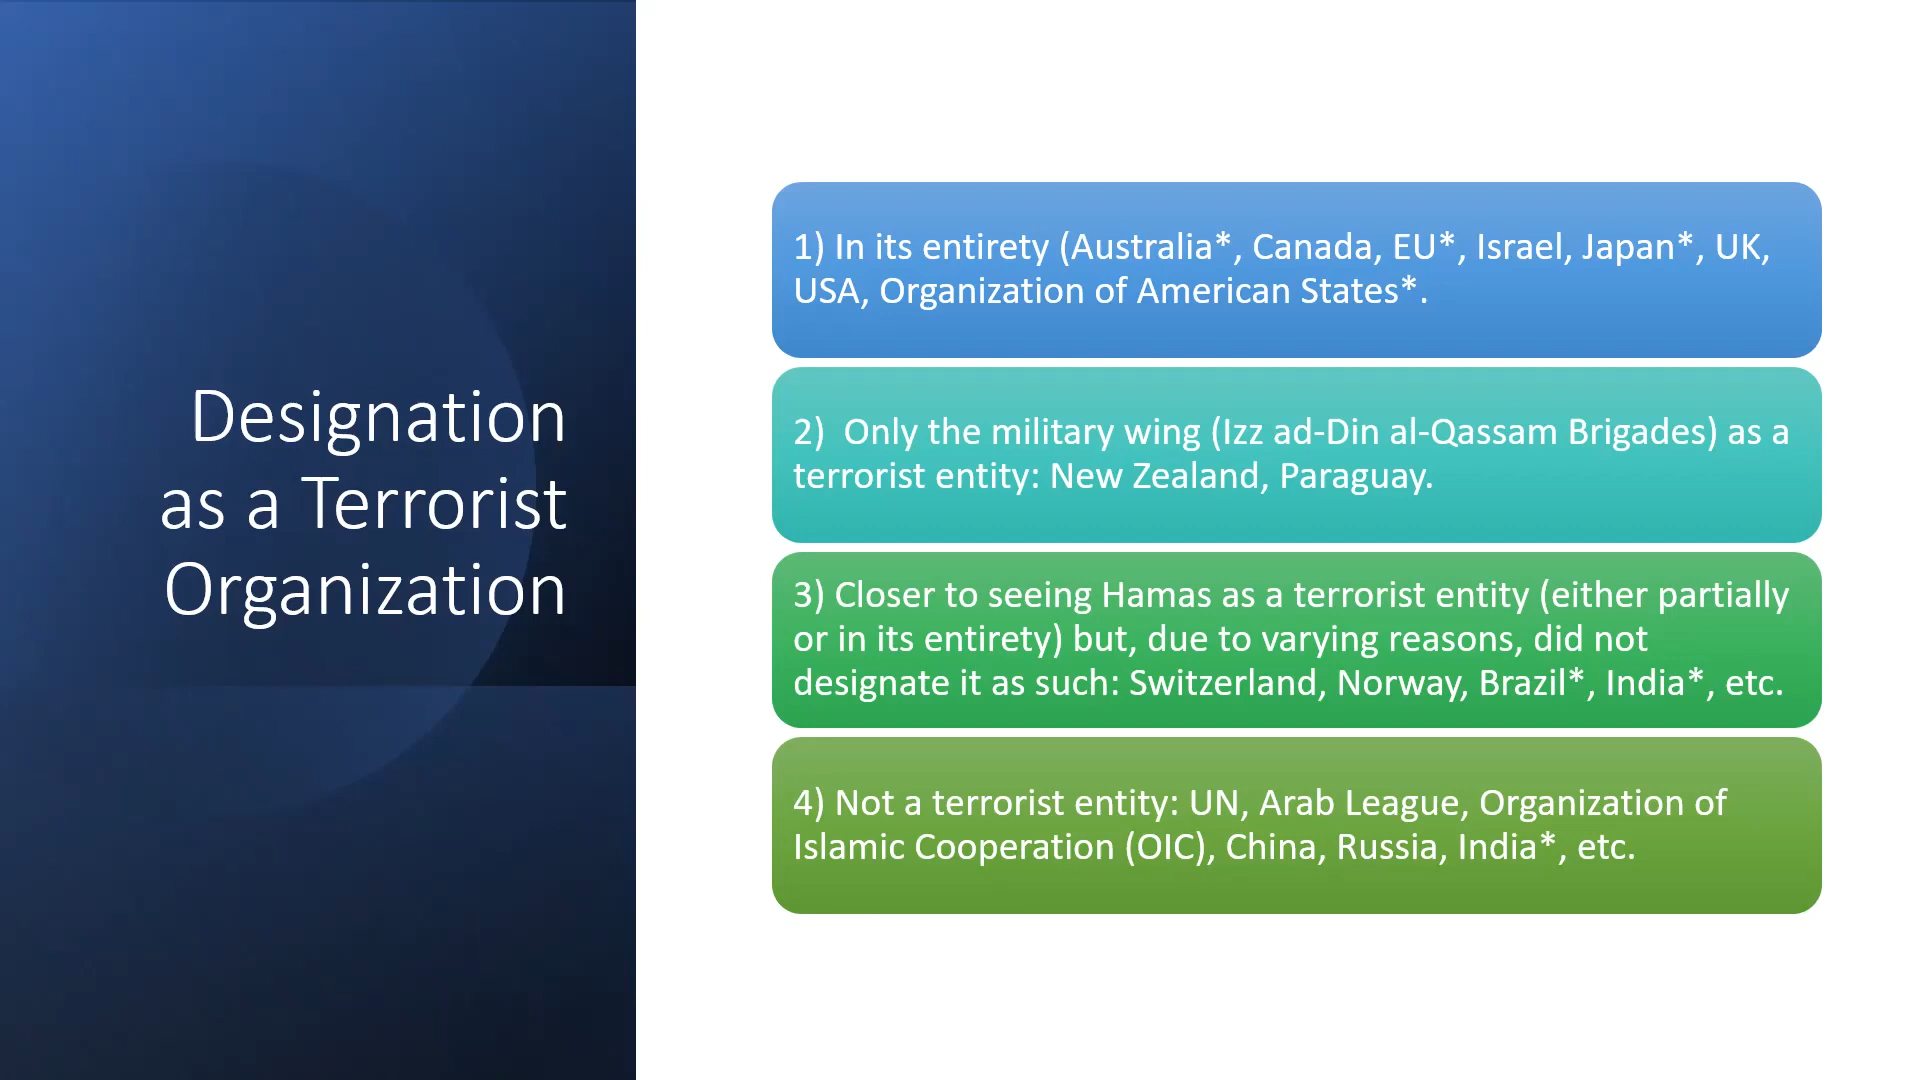 Designation
as a Terrorist
Organization
1) In its entirety (Australia*, Canada, EU*, Israel, Japan*, UK,
USA, Organization of American States*.
2)  Only the military wing (Izz ad-Din al-Qassam Brigades) as a
terrorist entity: New Zealand, Paraguay.
3) Closer to seeing Hamas as a terrorist entity (either partially
or in its entirety) but, due to varying reasons, did not
designate it as such: Switzerland, Norway, Brazil*, India*, etc.
4) Not a terrorist entity: UN, Arab League, Organization of
Islamic Cooperation (OIC), China, Russia, India*, etc.